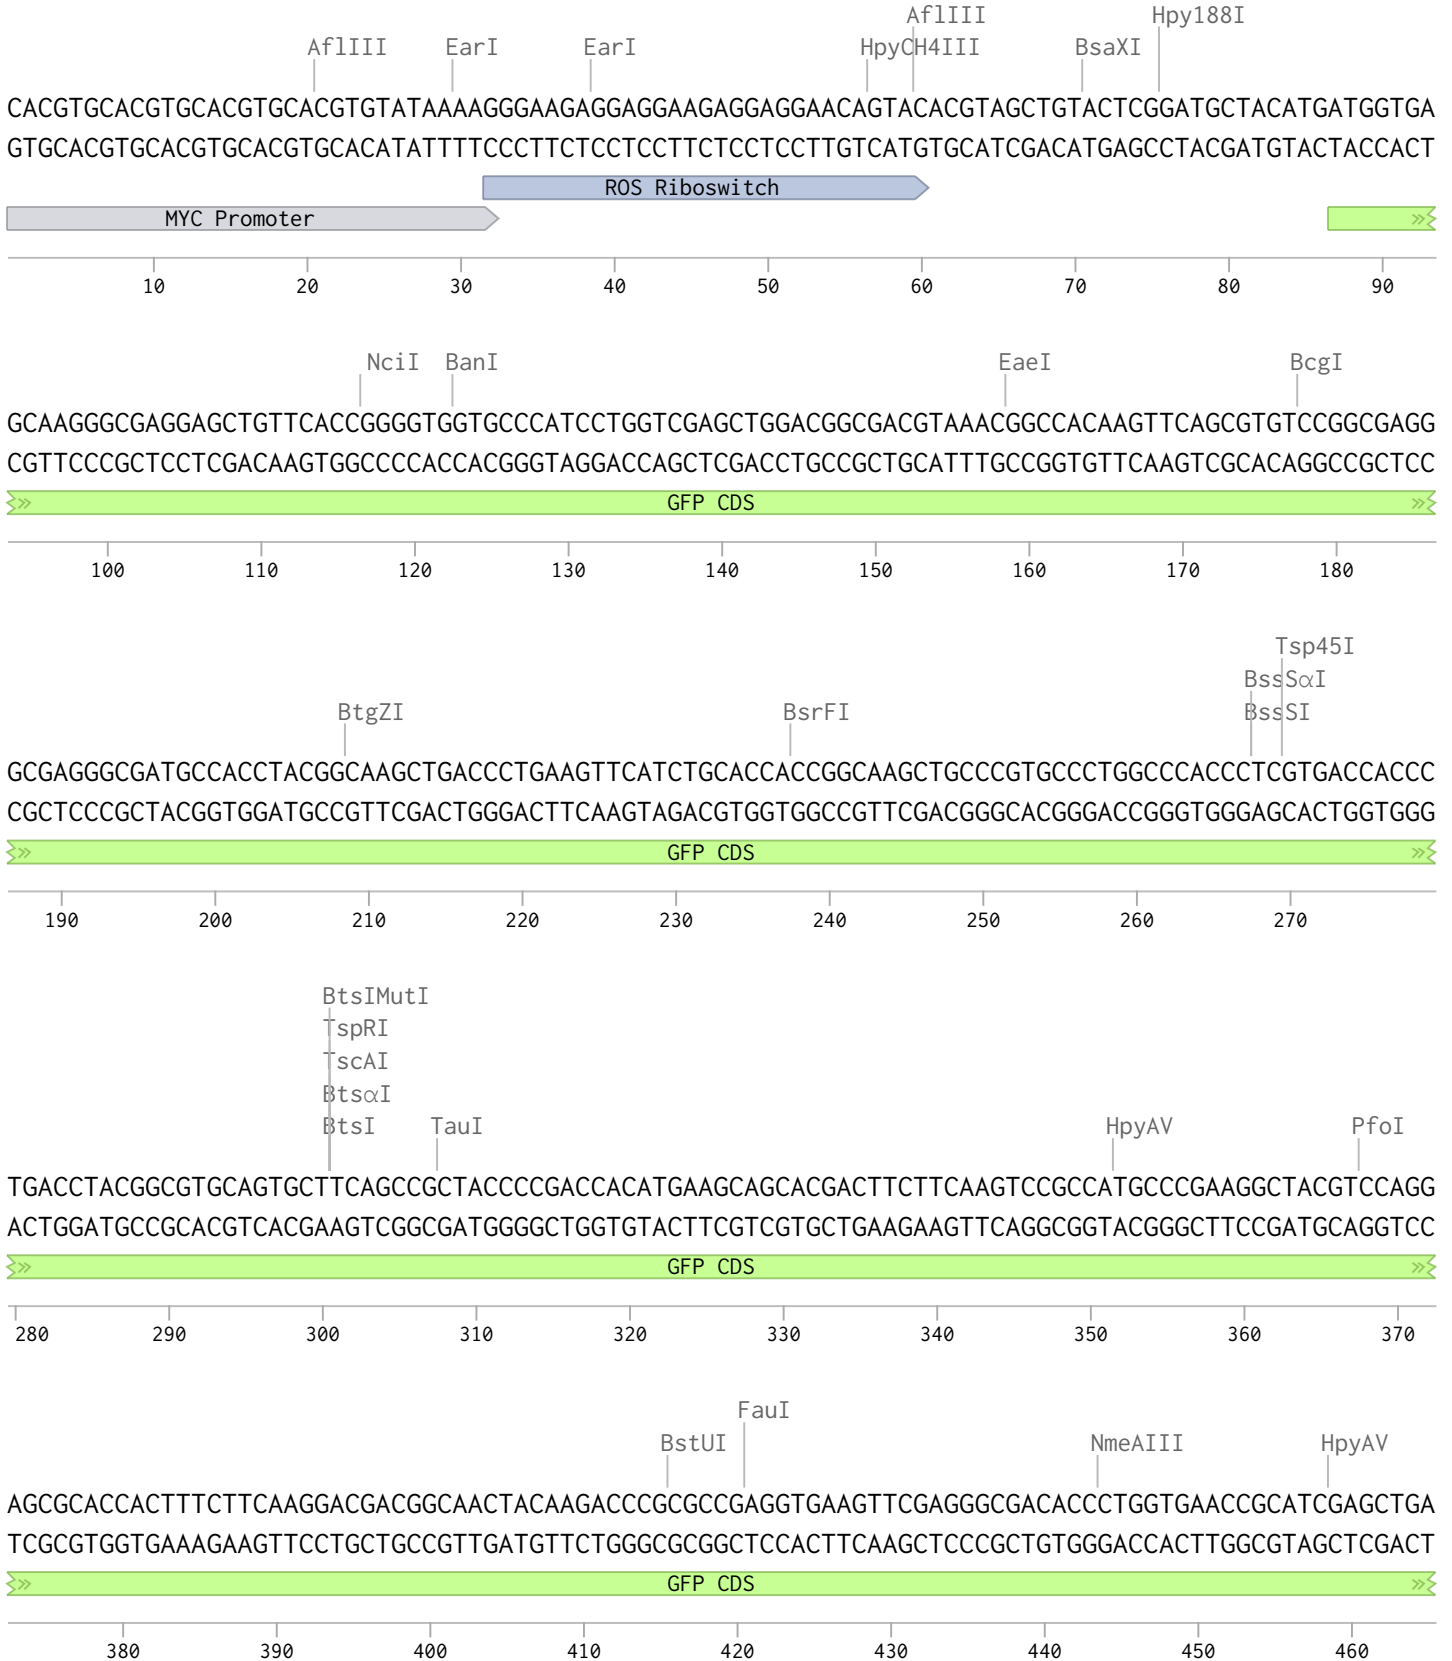 AflIII Hpy188I
AflIII EarI EarI HpyCH4III BsaXI
CACGTGCACGTGCACGTGCACGTGTATAAAAGGGAAGAGGAGGAAGAGGAGGAACAGTACACGTAGCTGTACTCGGATGCTACATGATGGTGA
GTGCACGTGCACGTGCACGTGCACATATTTTCCCTTCTCCTCCTTCTCCTCCTTGTCATGTGCATCGACATGAGCCTACGATGTACTACCACT
ROS Riboswitch
MYC Promoter
10 20 30 40 50 60 70 80 90
NciI BanI EaeI BcgI
GCAAGGGCGAGGAGCTGTTCACCGGGGTGGTGCCCATCCTGGTCGAGCTGGACGGCGACGTAAACGGCCACAAGTTCAGCGTGTCCGGCGAGG
CGTTCCCGCTCCTCGACAAGTGGCCCCACCACGGGTAGGACCAGCTCGACCTGCCGCTGCATTTGCCGGTGTTCAAGTCGCACAGGCCGCTCC
GFP CDS
100 110 120 130 140 150 160 170 180
Tsp45I
BssSαI
BtgZI BsrFI BssSI
GCGAGGGCGATGCCACCTACGGCAAGCTGACCCTGAAGTTCATCTGCACCACCGGCAAGCTGCCCGTGCCCTGGCCCACCCTCGTGACCACCC
CGCTCCCGCTACGGTGGATGCCGTTCGACTGGGACTTCAAGTAGACGTGGTGGCCGTTCGACGGGCACGGGACCGGGTGGGAGCACTGGTGGG
GFP CDS
190 200 210 220 230 240 250 260 270
BtsIMutI
TspRI
TscAI
BtsαI
BtsI TauI HpyAV PfoI
TGACCTACGGCGTGCAGTGCTTCAGCCGCTACCCCGACCACATGAAGCAGCACGACTTCTTCAAGTCCGCCATGCCCGAAGGCTACGTCCAGG
ACTGGATGCCGCACGTCACGAAGTCGGCGATGGGGCTGGTGTACTTCGTCGTGCTGAAGAAGTTCAGGCGGTACGGGCTTCCGATGCAGGTCC
GFP CDS
280 290 300 310 320 330 340 350 360 370
FauI
BstUI NmeAIII HpyAV
AGCGCACCACTTTCTTCAAGGACGACGGCAACTACAAGACCCGCGCCGAGGTGAAGTTCGAGGGCGACACCCTGGTGAACCGCATCGAGCTGA
TCGCGTGGTGAAAGAAGTTCCTGCTGCCGTTGATGTTCTGGGCGCGGCTCCACTTCAAGCTCCCGCTGTGGGACCACTTGGCGTAGCTCGACT
GFP CDS
380 390 400 410 420 430 440 450 460